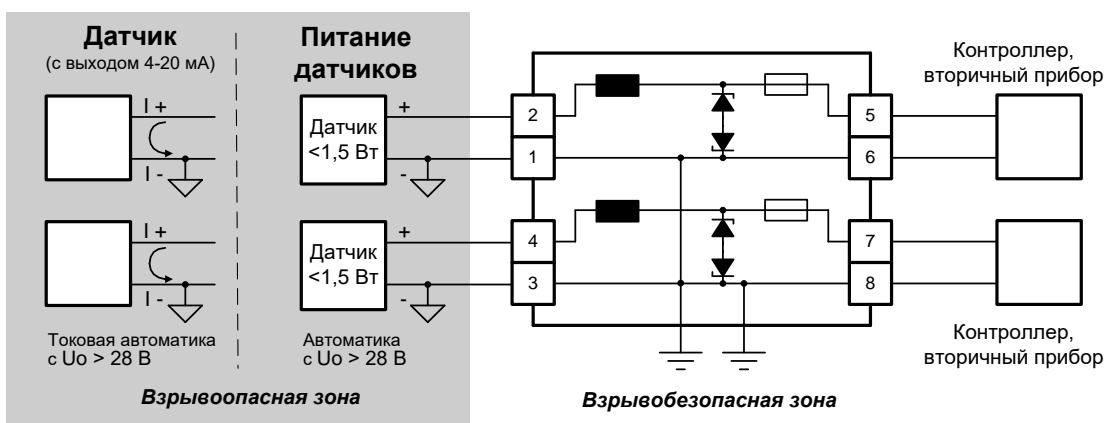 Датчик
(с выходом 4-20 мА)
Питание
датчиков
Контроллер,
вторичный прибор
I +
I -
Датчик
<1,5 Вт
+
-
2
1
5
6
I +
I -
Датчик
<1,5 Вт
+
-
4
3
7
8
Токовая автоматика
с Uo > 28 В
Автоматика
с Uo > 28 В
Контроллер,
вторичный прибор
Взрывоопасная зона
Взрывобезопасная зона